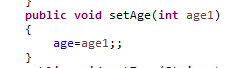 }
public void setAge(int age1)
{
age=age1;;
}